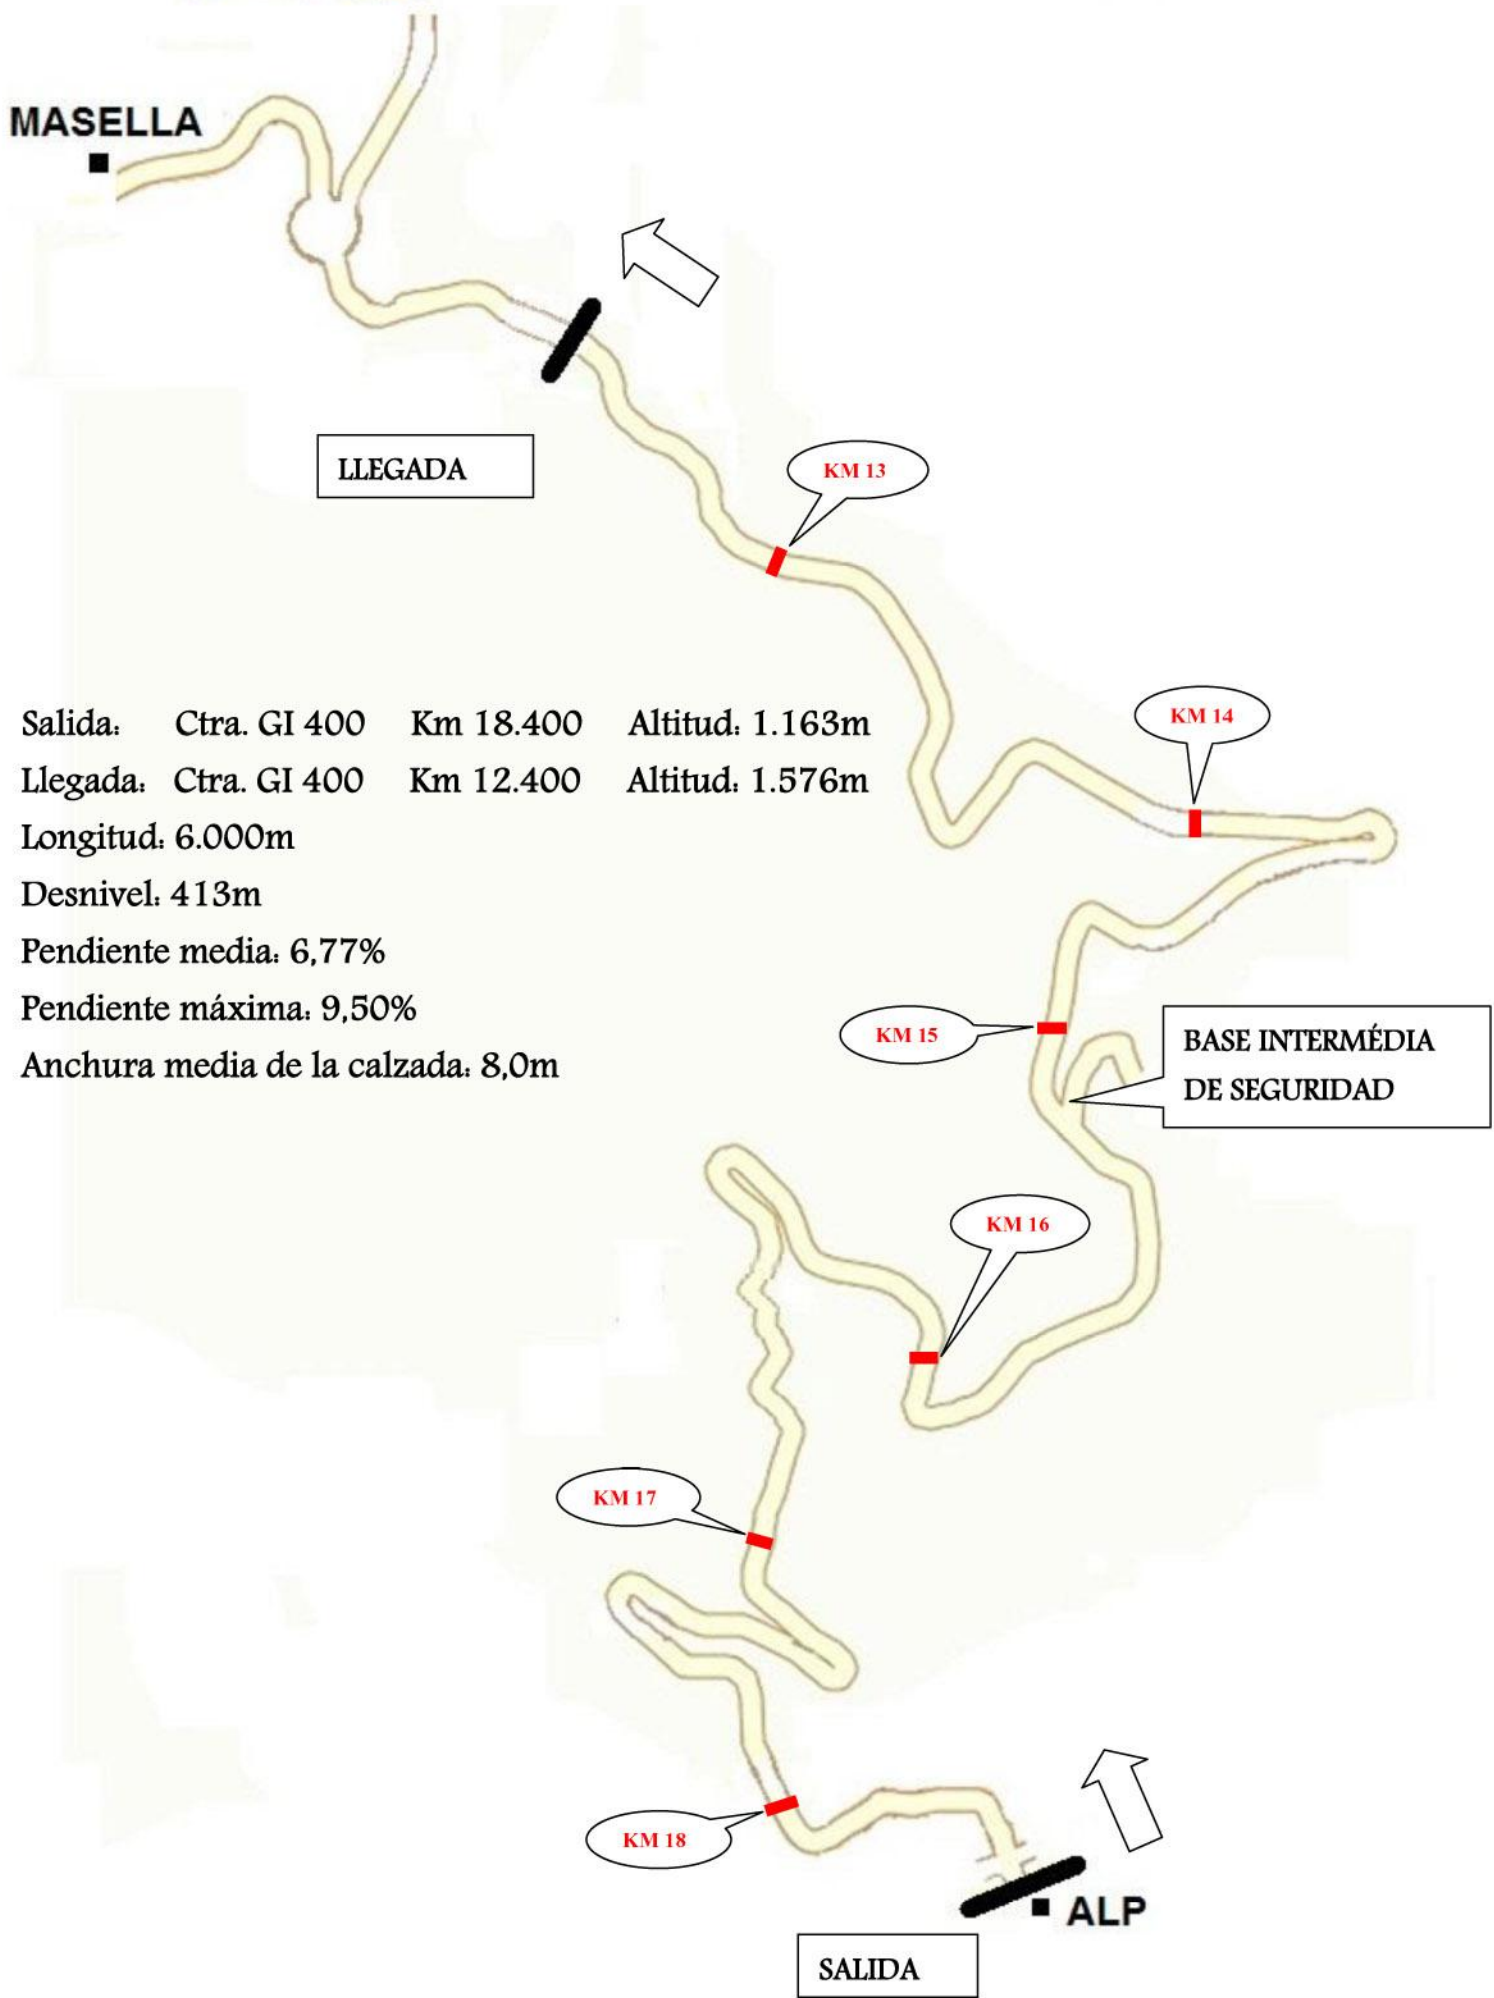 MASELLA
LLEGADA
KM 13
Salida: Ctra. GI 400 Km 18.400 Altitud: 1.163m
KM 14
Llegada: Ctra. GI 400 Km 12.400 Altitud: 1.576m
Longitud: 6.000m
Desnivel: 413m
Pendiente media: 6,77%
Pendiente máxima: 9,50%
Anchura media de la calzada: 8,0m
KM 15
BASE INTERMÉDIA
DE SEGURIDAD
KM 16
KM 17
KM 18
ALP
SALIDA